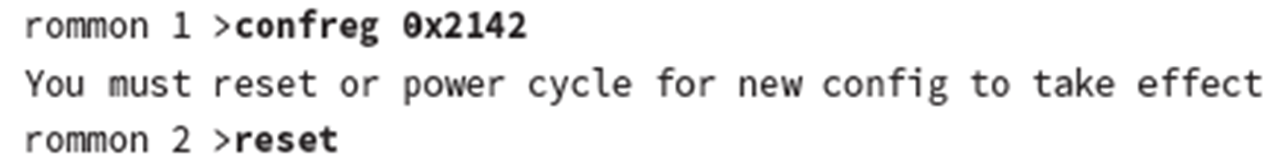 rommon 1 >confreg 0x2142
You must reset or power cycle for new config to take effect
rommon 2 >reset